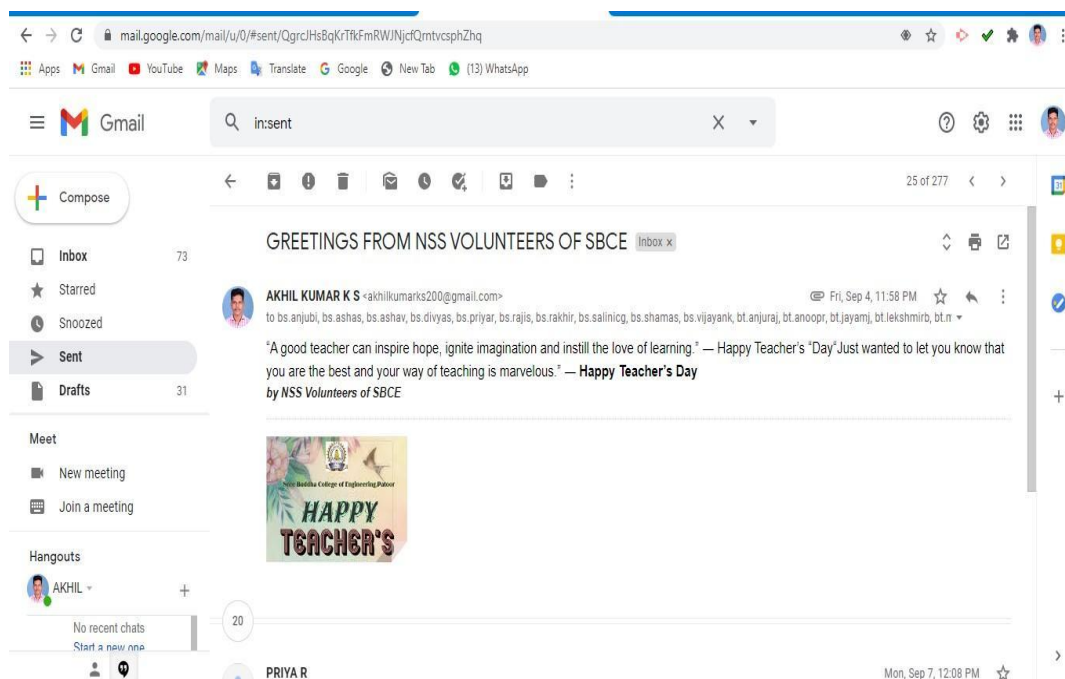 mail.google.com/mail/u/0/#sent/QgrcJHsBqKrTfkFmRWJNjcfQrntvcsphZhq
Apps Gmail YouTube Maps Translate Google New Tab (13) WhatsApp
Gmail
in:sent
Compose
25 of 277
Inbox 73
Starred
Snoozed
Sent
Drafts 31
Meet
New meeting
Join a meeting
Hangouts
AKHIL
No recent chats
Start a new one
GREETINGS FROM NSS VOLUNTEERS OF SBCE Inbox x
AKHIL KUMAR K S <akhilkumarks200@gmail.com> Fri, Sep 4, 11:58 PM
to bs.anjubi, bs.ashas, bs.ashav, bs.divyas, bs.priyar, bs.rajis, bs.rakhir, bs.salinicg, bs.shamas, bs.vijayank, bt.anjuraj, bt.anoopr, bt.jayamj, bt.lekshmirb,
"A good teacher can inspire hope, ignite imagination and instill the love of learning." — Happy Teacher's "Day"Just wanted to let you know that
you are the best and your way of teaching is marvelous." — Happy Teacher's Day
by NSS Volunteers of SBCE
Sree Buddha College of Engineering,Pattoor
HAPPY
TEACHER'S
20
PRIYA R Mon, Sep 7, 12:08 PM